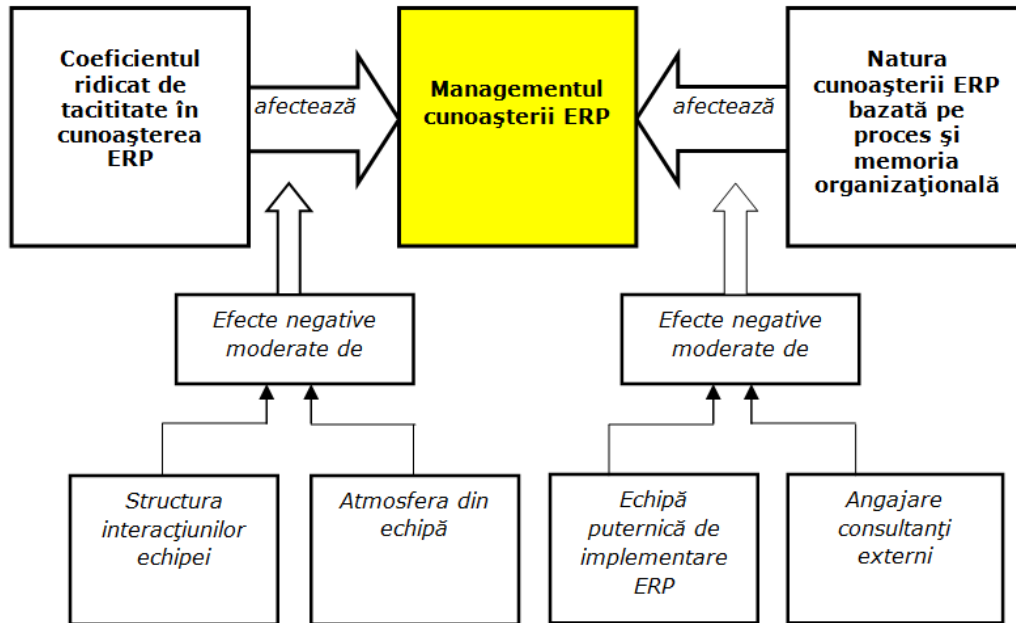 Coeficientul
ridicat de
tacititate în
cunoaşterea
ERP
afectează
Managementul
cunoaşterii ERP
afectează
Natura
cunoaşterii ERP
bazată pe
proces şi
memoria
organizaţională
Efecte negative
moderate de
Efecte negative
moderate de
Structura
interacţiunilor
echipei
Atmosfera din
echipă
Echipă
puternică de
implementare
ERP
Angajare
consultanţi
externi